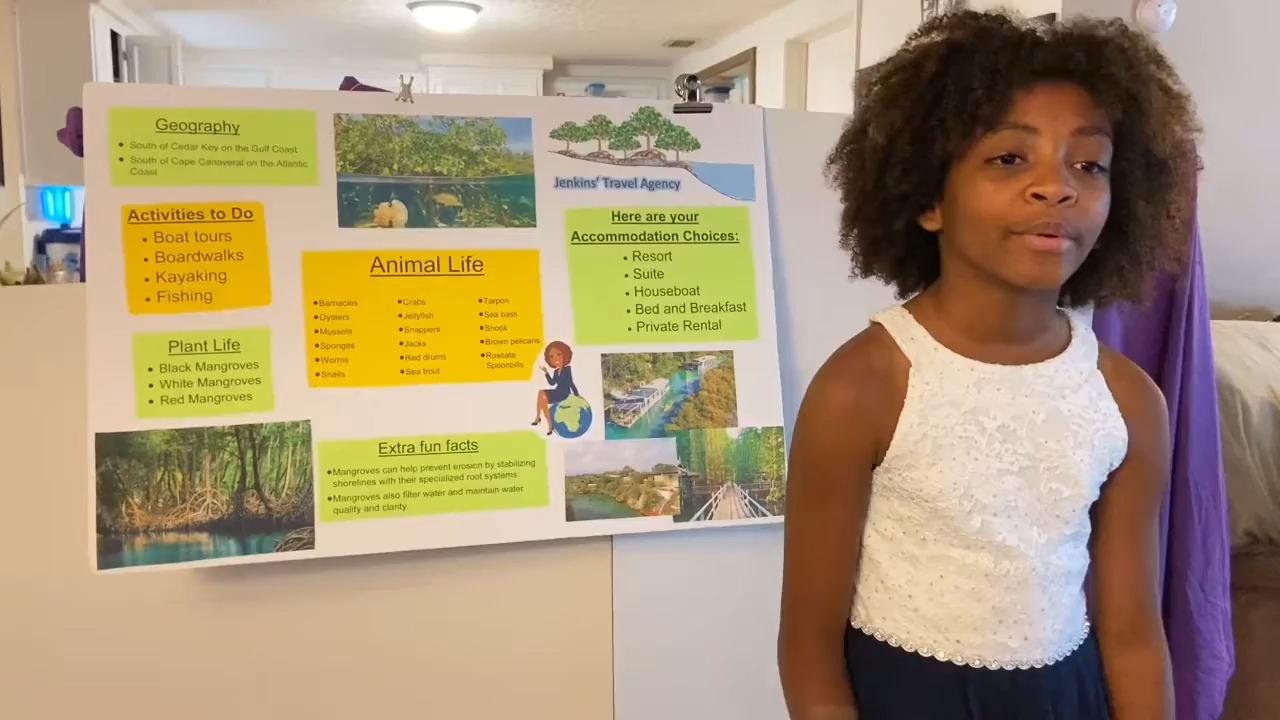 Geography
South of Cedar Key on the Gulf Coast
South of Cape Canaveral on the Atlantic
Coast
Activities to Do
Boat tours
Boardwalks
Kayaking
Fishing
Plant Life
Black Mangroves
White Mangroves
Red Mangroves
Animal Life
Barnacles
Oysters
Mussels
Sponges
Worms
Snails
Crabs
Jellyfish
Snappers
Jacks
Red drums
Sea trout
Tarpon
Sea bass
Snook
Brown pelicans
Roseate
Spoonbills
Extra fun facts
Mangroves can help prevent erosion by stabilizing
shorelines with their specialized root systems
Mangroves also filter water and maintain water
quality and clarity
Jenkins' Travel Agency
Here are your
Accommodation Choices:
Resort
Suite
Houseboat
Bed and Breakfast
Private Rental